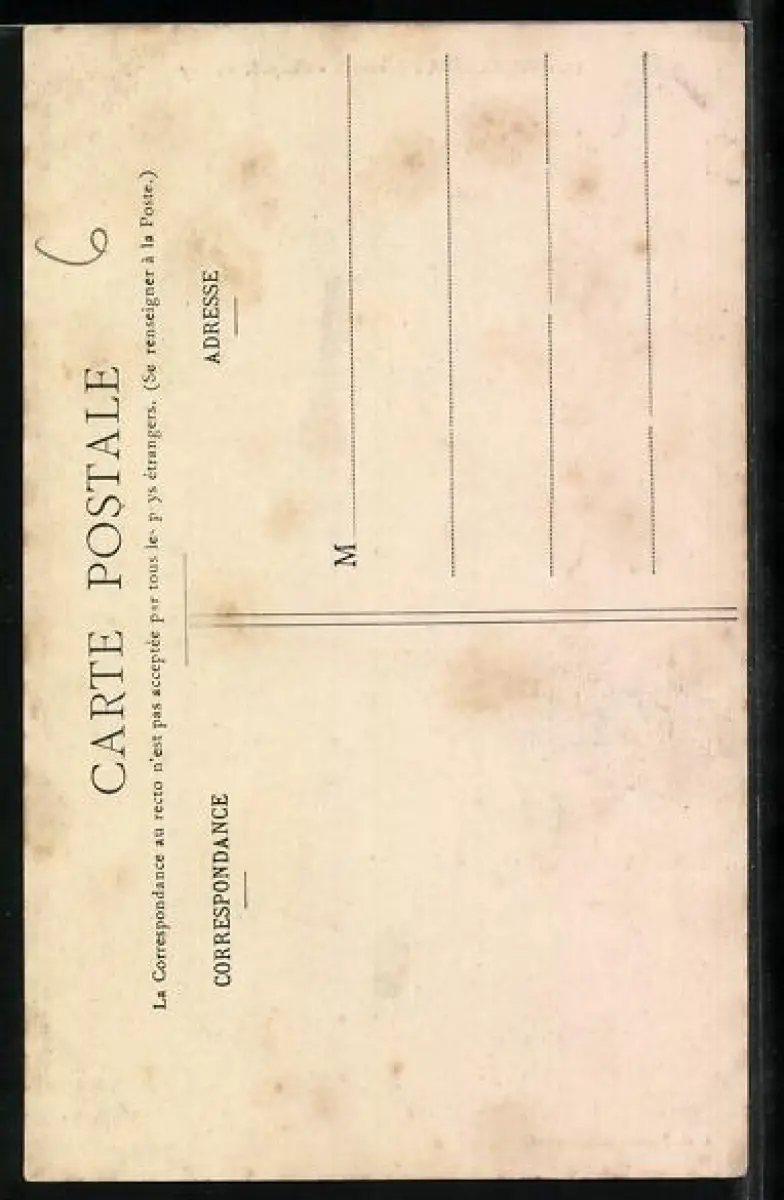 CARTE POSTALE
6
La Correspondance au recto n'est pas acceptée par tous les pays étrangers. (Se renseigner à la Poste.)
CORRESPONDANCE
ADRESSE
M